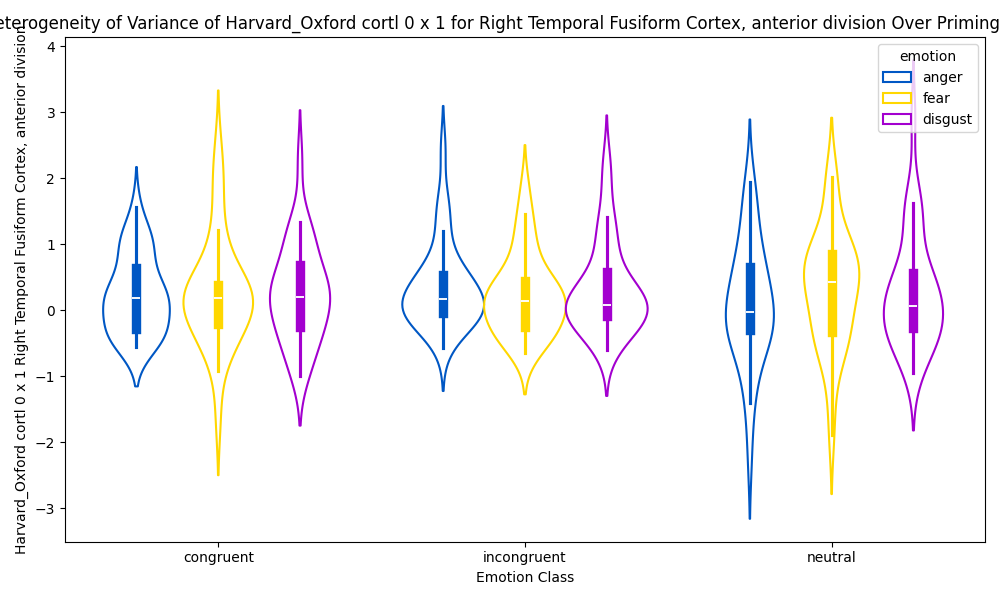 eterogeneity of Variance of Harvard_Oxford cortl 0 x 1 for Right Temporal Fusiform Cortex, anterior division Over Priming
Harvard_Oxford cortl 0 x 1 Right Temporal Fusiform Cortex, anterior division
4
3
2
1
0
−1
−2
−3
emotion
anger
fear
disgust
congruent
incongruent
neutral
Emotion Class